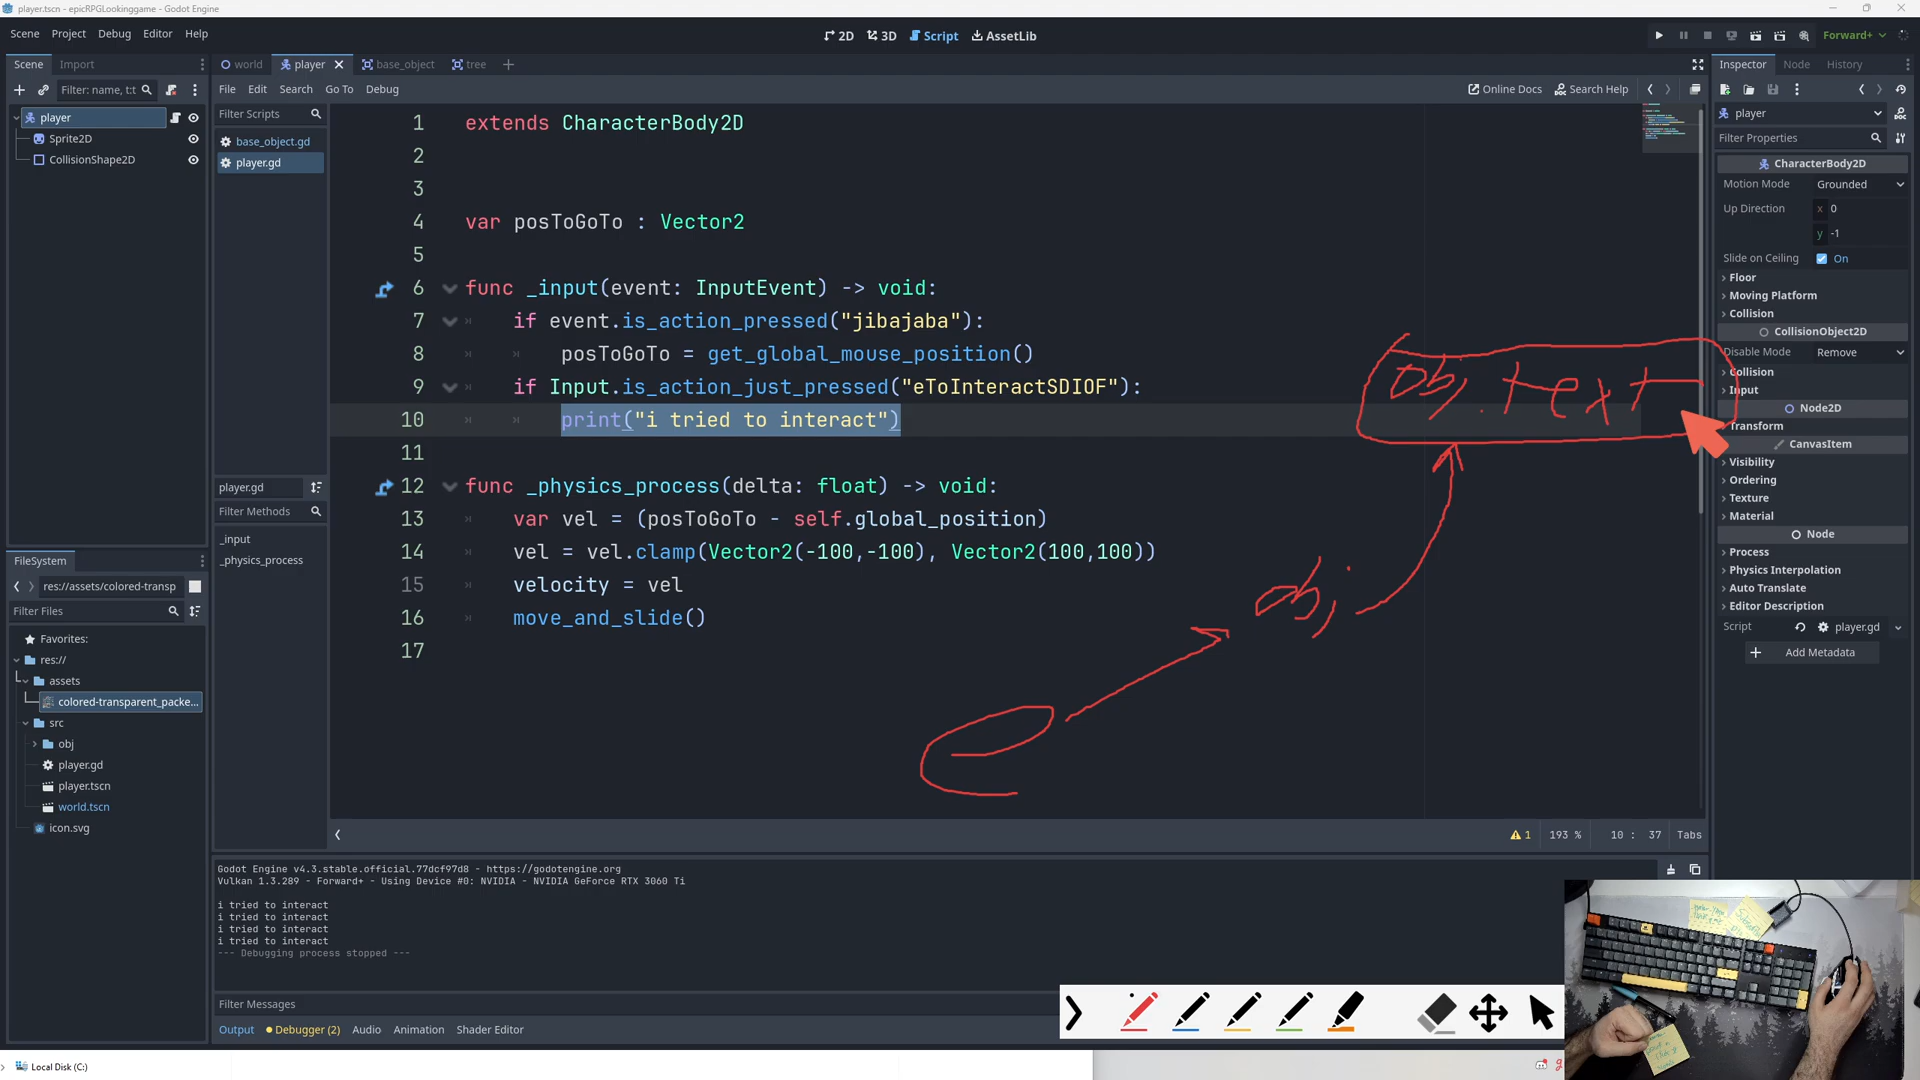 player.tscn - epicRPGLookinggame - Godot Engine
Scene Project Debug Editor Help
2D 3D Script AssetLib
Forward+
Scene Import
Filter: name, t:t
player
Sprite2D
CollisionShape2D
world player base_object tree
File Edit Search Go To Debug
Online Docs Search Help
Filter Scripts
base_object.gd
player.gd
player.gd
Filter Methods
_input
_physics_process
1 extends CharacterBody2D
2
3
4 var posToGoTo : Vector2
5
6 func _input(event: InputEvent) -> void:
7 if event.is_action_pressed("jibajaba"):
8 posToGoTo = get_global_mouse_position()
9 if Input.is_action_just_pressed("eToInteractSDIOF"):
10 print("i tried to interact")
11
12 func _physics_process(delta: float) -> void:
13 var vel = (posToGoTo - self.global_position)
14 vel = vel.clamp(Vector2(-100,-100), Vector2(100,100))
15 velocity = vel
16 move_and_slide()
17
obj.text
obj
e
1 193 % 10 : 37 Tabs
FileSystem
res://assets/colored-transp
Filter Files
Favorites:
res://
assets
colored-transparent_packe...
src
obj
player.gd
player.tscn
world.tscn
icon.svg
Godot Engine v4.3.stable.official.77dcf97d8 - https://godotengine.org
Vulkan 1.3.289 - Forward+ - Using Device #0: NVIDIA - NVIDIA GeForce RTX 3060 Ti
i tried to interact
i tried to interact
i tried to interact
i tried to interact
--- Debugging process stopped ---
Filter Messages
Output Debugger (2) Audio Animation Shader Editor
Inspector Node History
player
Filter Properties
CharacterBody2D
Motion Mode Grounded
Up Direction x 0
y -1
Slide on Ceiling On
Floor
Moving Platform
Collision
CollisionObject2D
Disable Mode Remove
Collision
Input
Node2D
Transform
CanvasItem
Visibility
Ordering
Texture
Material
Node
Process
Physics Interpolation
Auto Translate
Editor Description
Script player.gd
Add Metadata
Local Disk (C:)